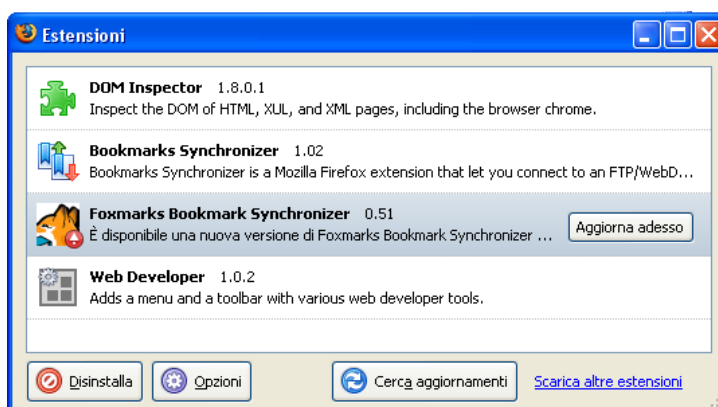 Estensioni
DOM Inspector 1.8.0.1
Inspect the DOM of HTML, XUL, and XML pages, including the browser chrome.
Bookmarks Synchronizer 1.02
Bookmarks Synchronizer is a Mozilla Firefox extension that let you connect to an FTP/WebD...
Foxmarks Bookmark Synchronizer 0.51
È disponibile una nuova versione di Foxmarks Bookmark Synchronizer ...
Aggiorna adesso
Web Developer 1.0.2
Adds a menu and a toolbar with various web developer tools.
Disinstalla Opzioni Cerca aggiornamenti Scarica altre estensioni